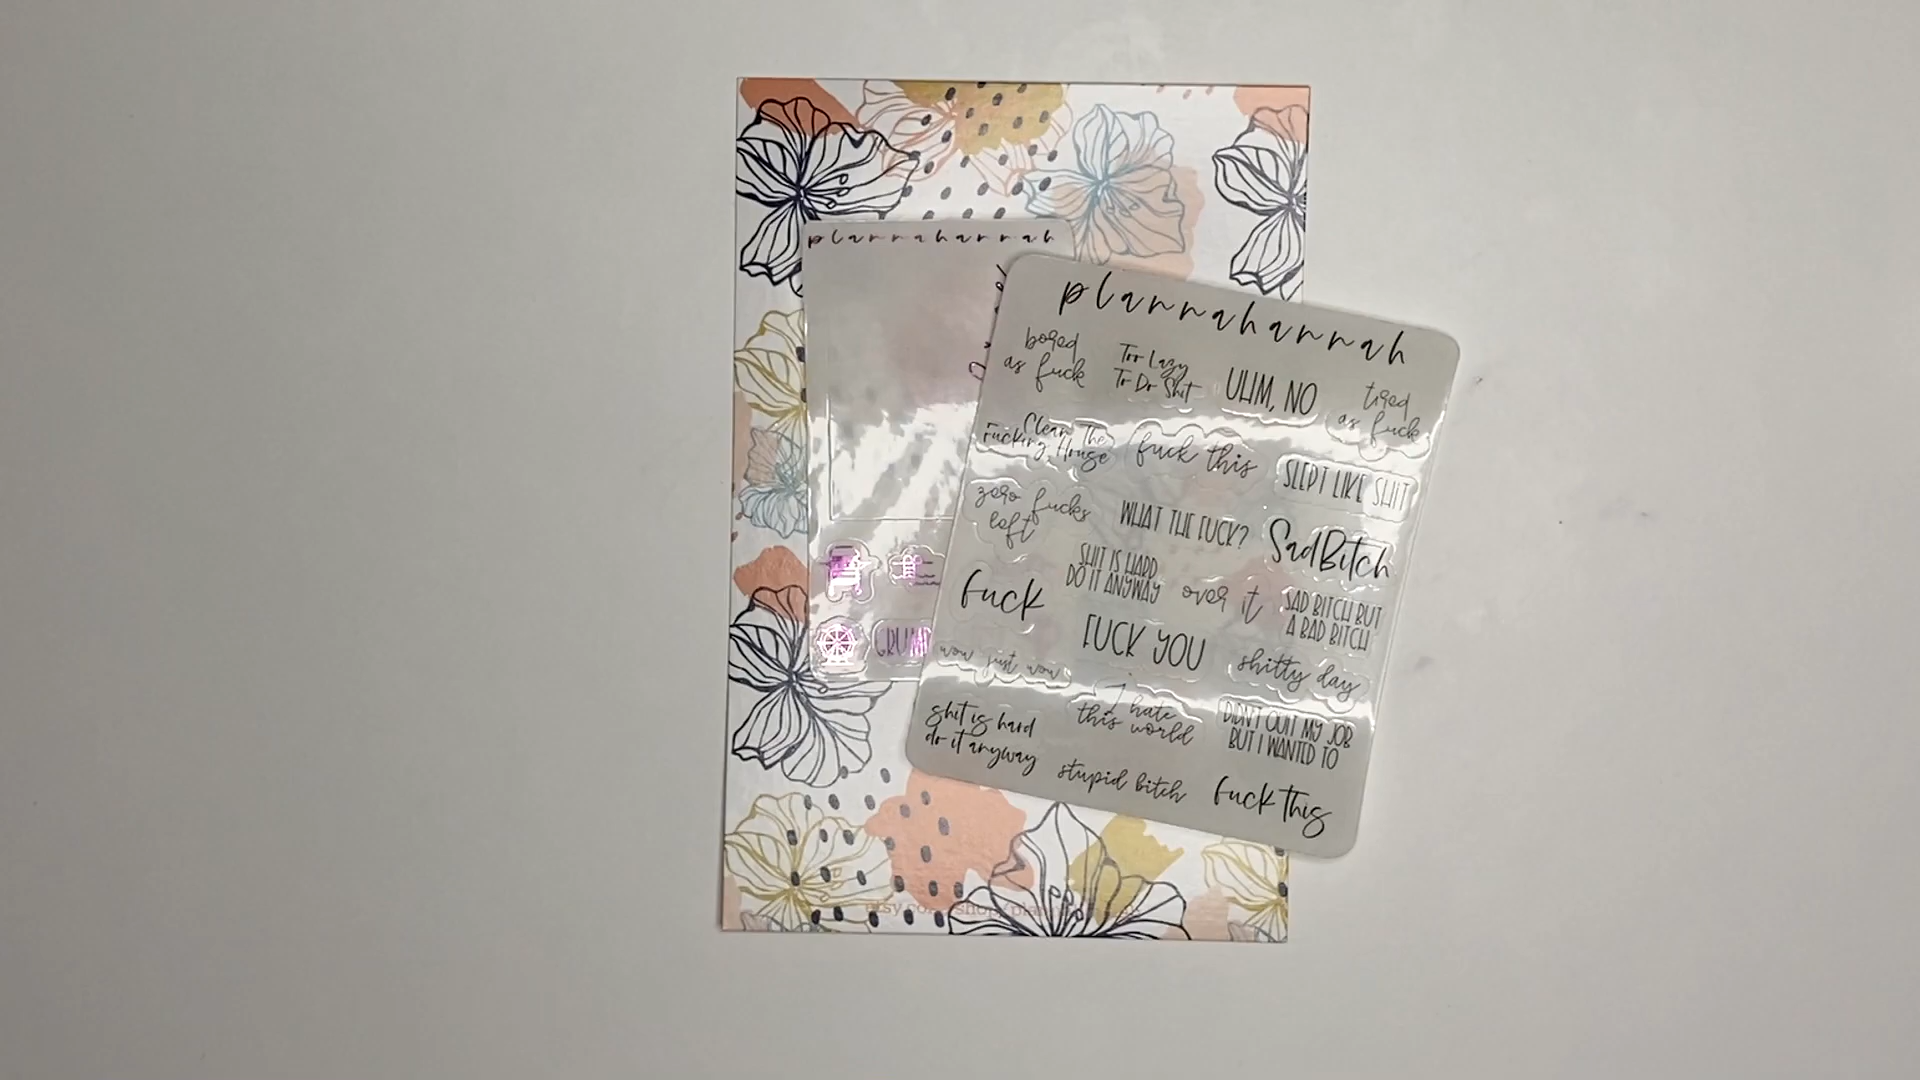 plannahannah
plannahannah
bored
as fuck
Too Lazy
To Do Shit
UHM, NO
tired
as fuck
Clean The
Fucking House
fuck this
SLEPT LIKE SHIT
zero fucks
left
WHAT THE FUCK?
Sad Bitch
fuck
SHIT IS HARD
DO IT ANYWAY
over it
SAD BITCH BUT
A BAD BITCH
FUCK YOU
wow just wow
shitty day
shit is hard
do it anyway
I hate
this world
DIDN'T QUIT MY JOB
BUT I WANTED TO
stupid bitch
fuck this